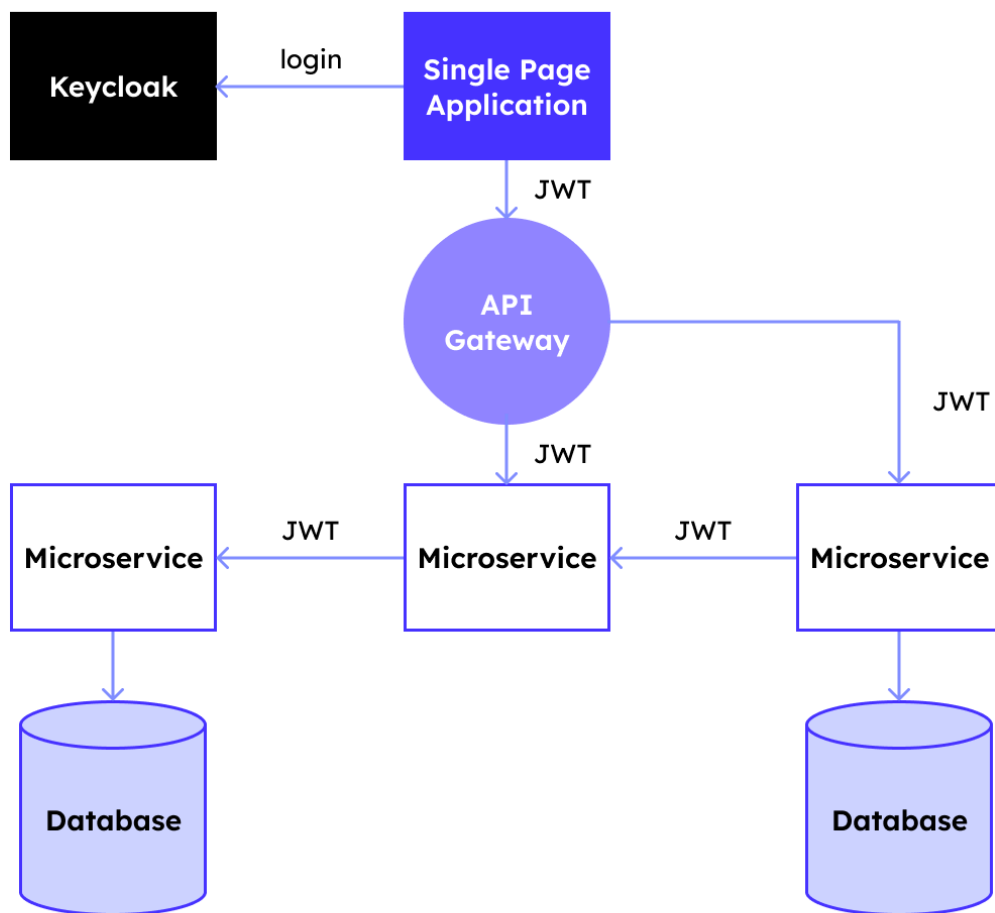 Keycloak
login
Single Page
Application
JWT
API
Gateway
JWT
JWT
Microservice
JWT
Microservice
JWT
Microservice
Database
Database